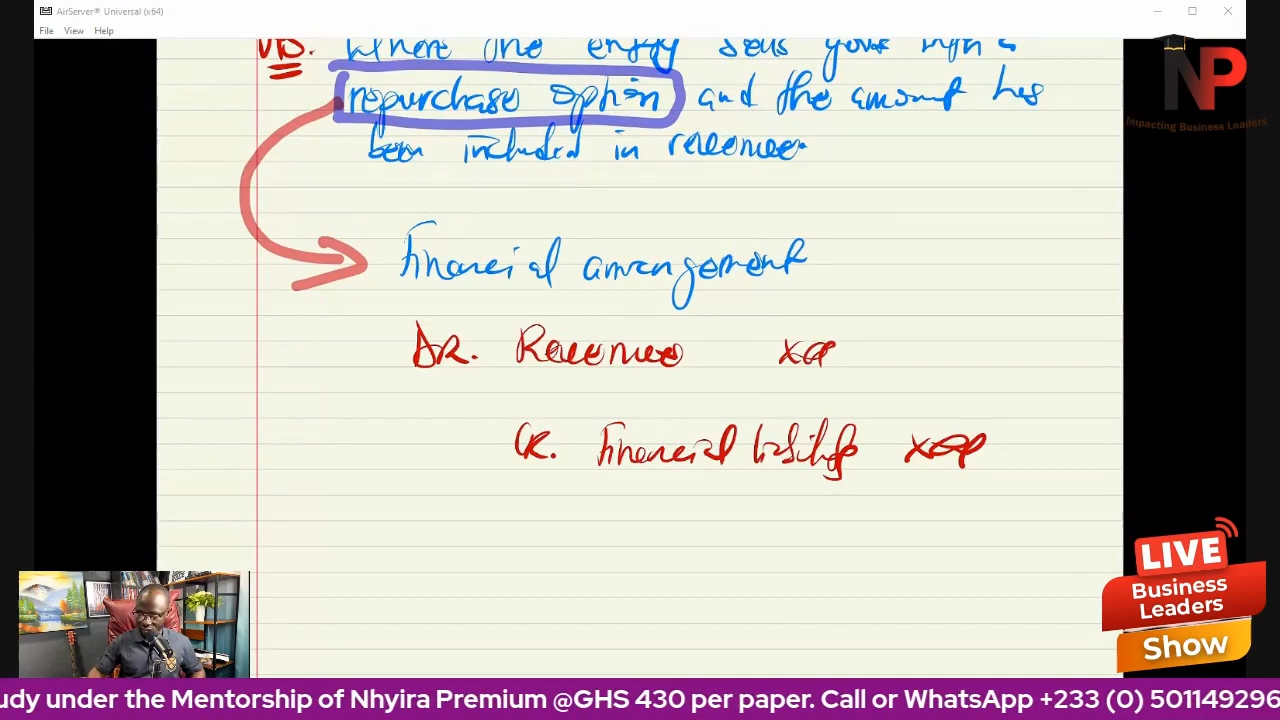 AirServer® Universal (x64)
File View Help
NB. Where the entity sells goods with a
repurchase option and the amount has
been included in revenue.
Financial arrangement
DR. Revenue xx
CR. Financial liability xx
NP
Impacting Business Leaders
LIVE
Business
Leaders
Show
udy under the Mentorship of Nhyira Premium @GHS 430 per paper. Call or WhatsApp +233 (0) 501149296